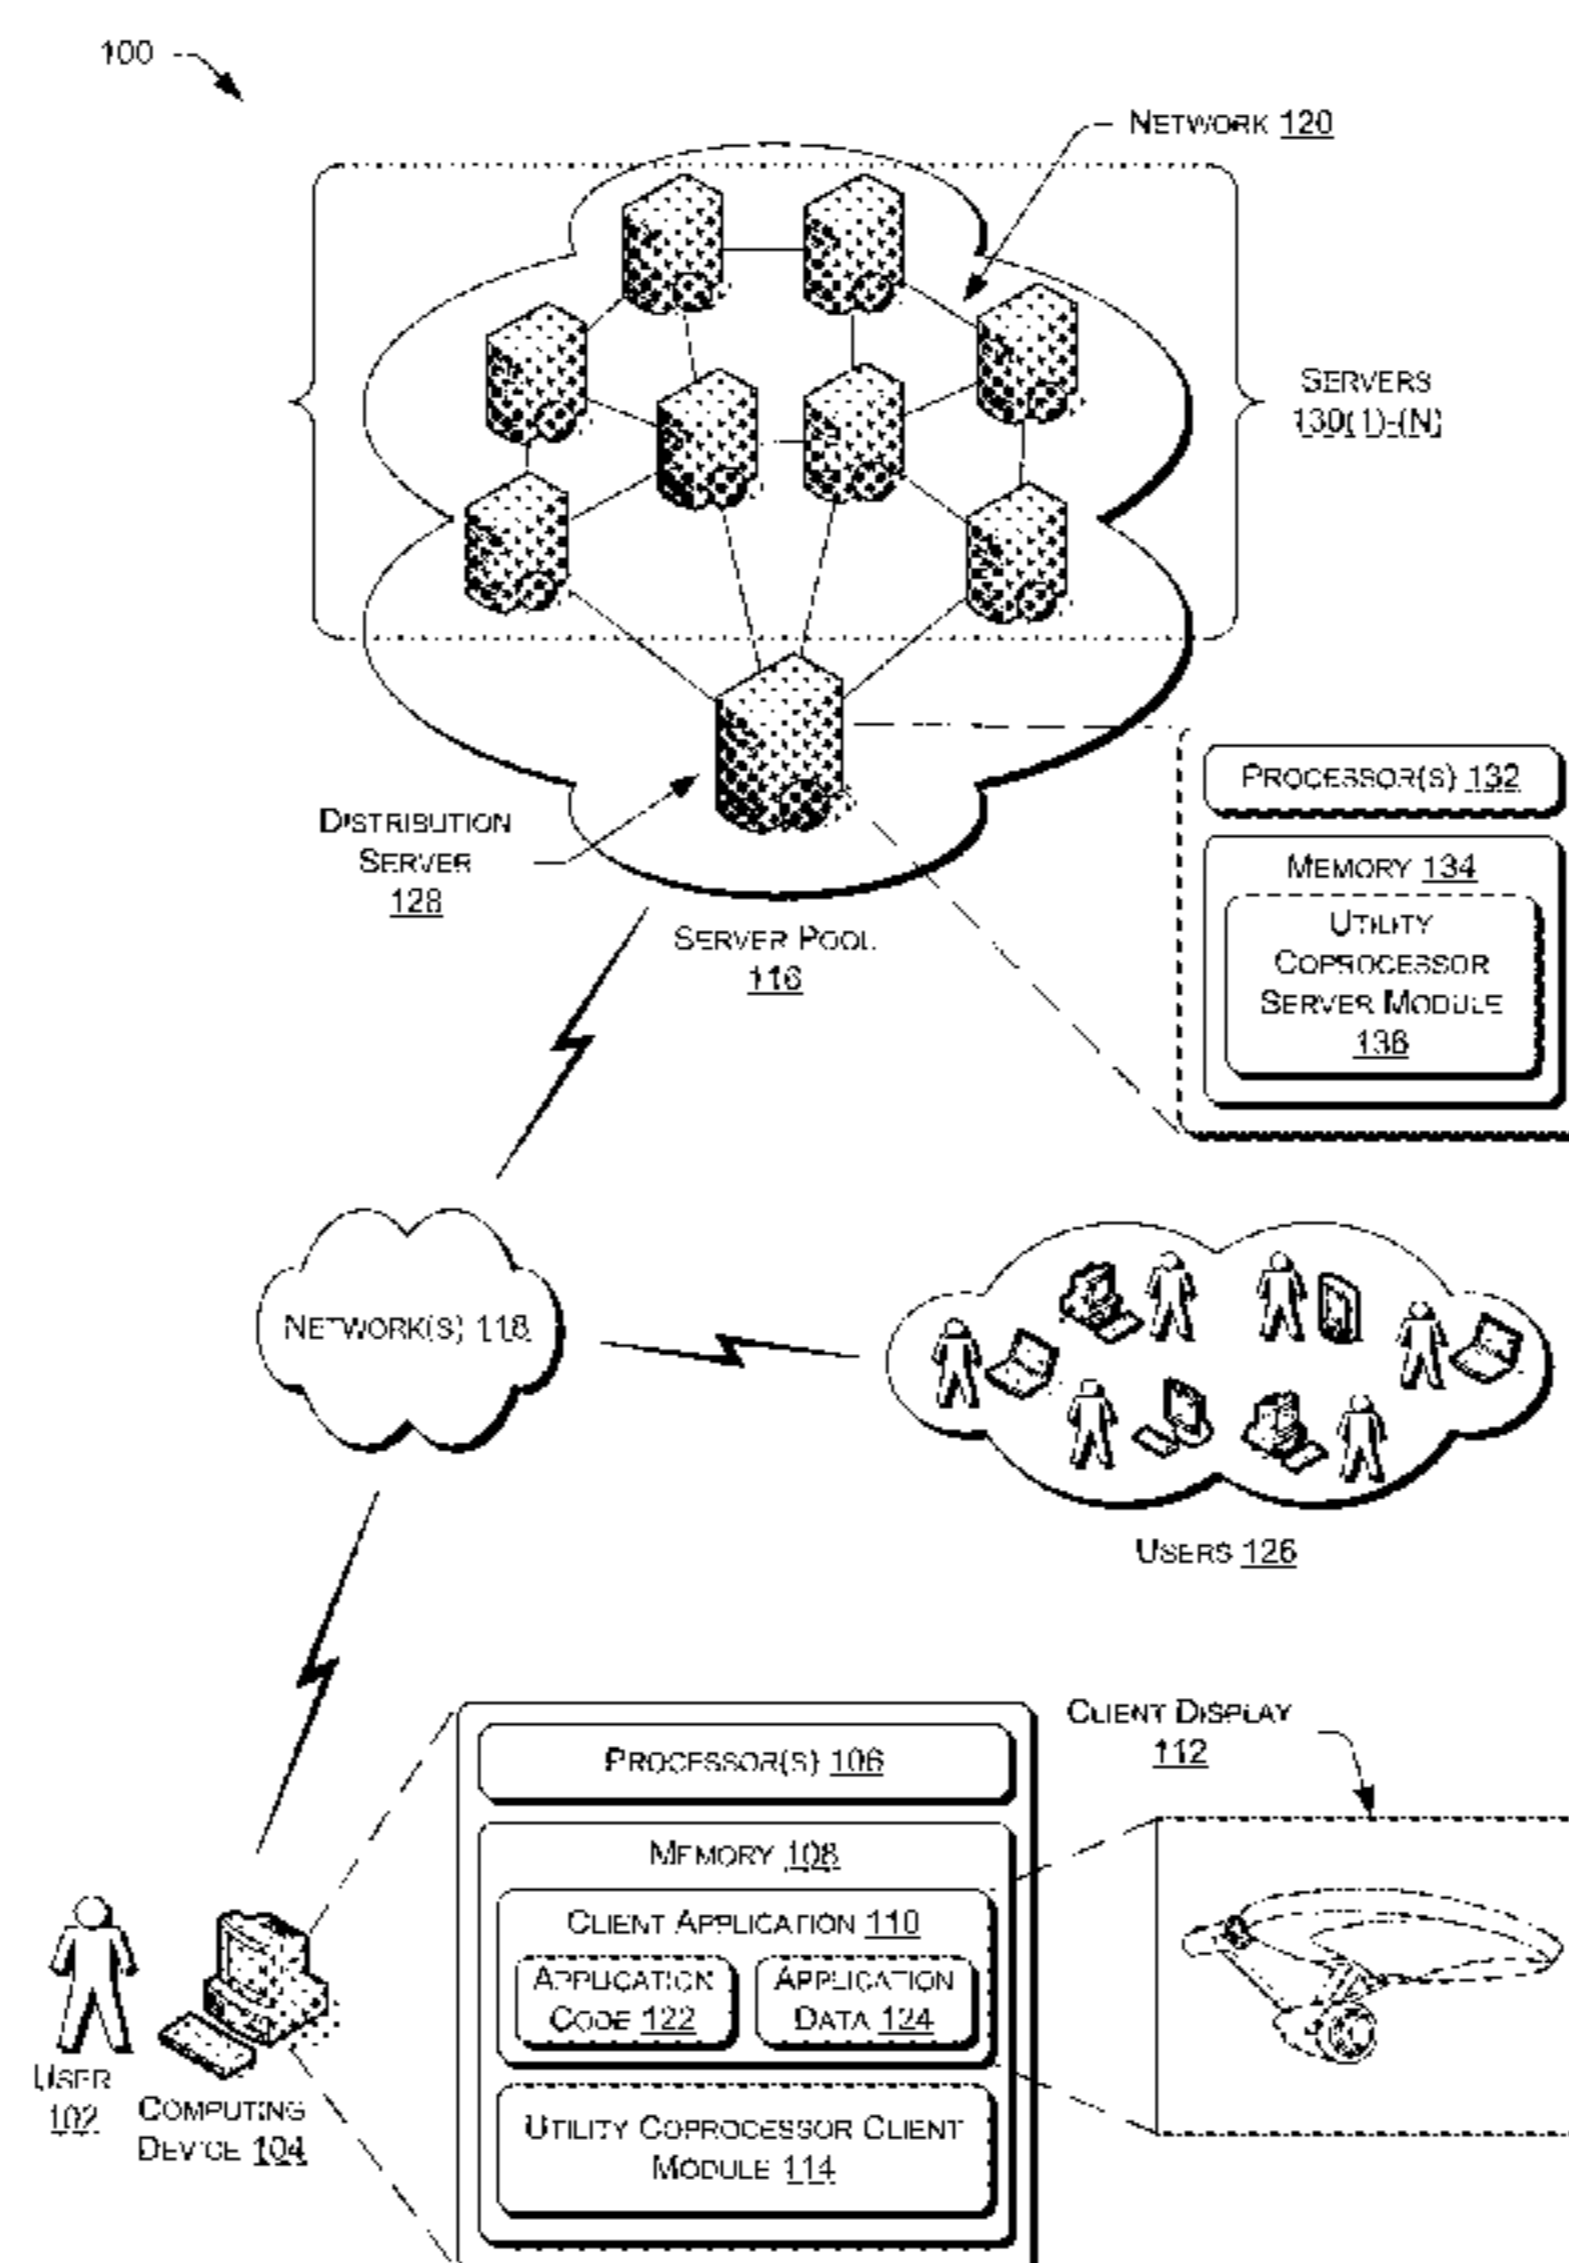 100
NETWORK 120
SERVERS
130(1)-(N)
PROCESSOR(S) 132
MEMORY 134
UTILITY
COPROCESSOR
SERVER MODULE
136
DISTRIBUTION
SERVER
128
SERVER POOL
116
NETWORK(S) 118
USERS 126
CLIENT DISPLAY
112
PROCESSOR(S) 106
MEMORY 108
CLIENT APPLICATION 110
APPLICATION
CODE 122
APPLICATION
DATA 124
UTILITY COPROCESSOR CLIENT
MODULE 114
USER
102
COMPUTING
DEVICE 104